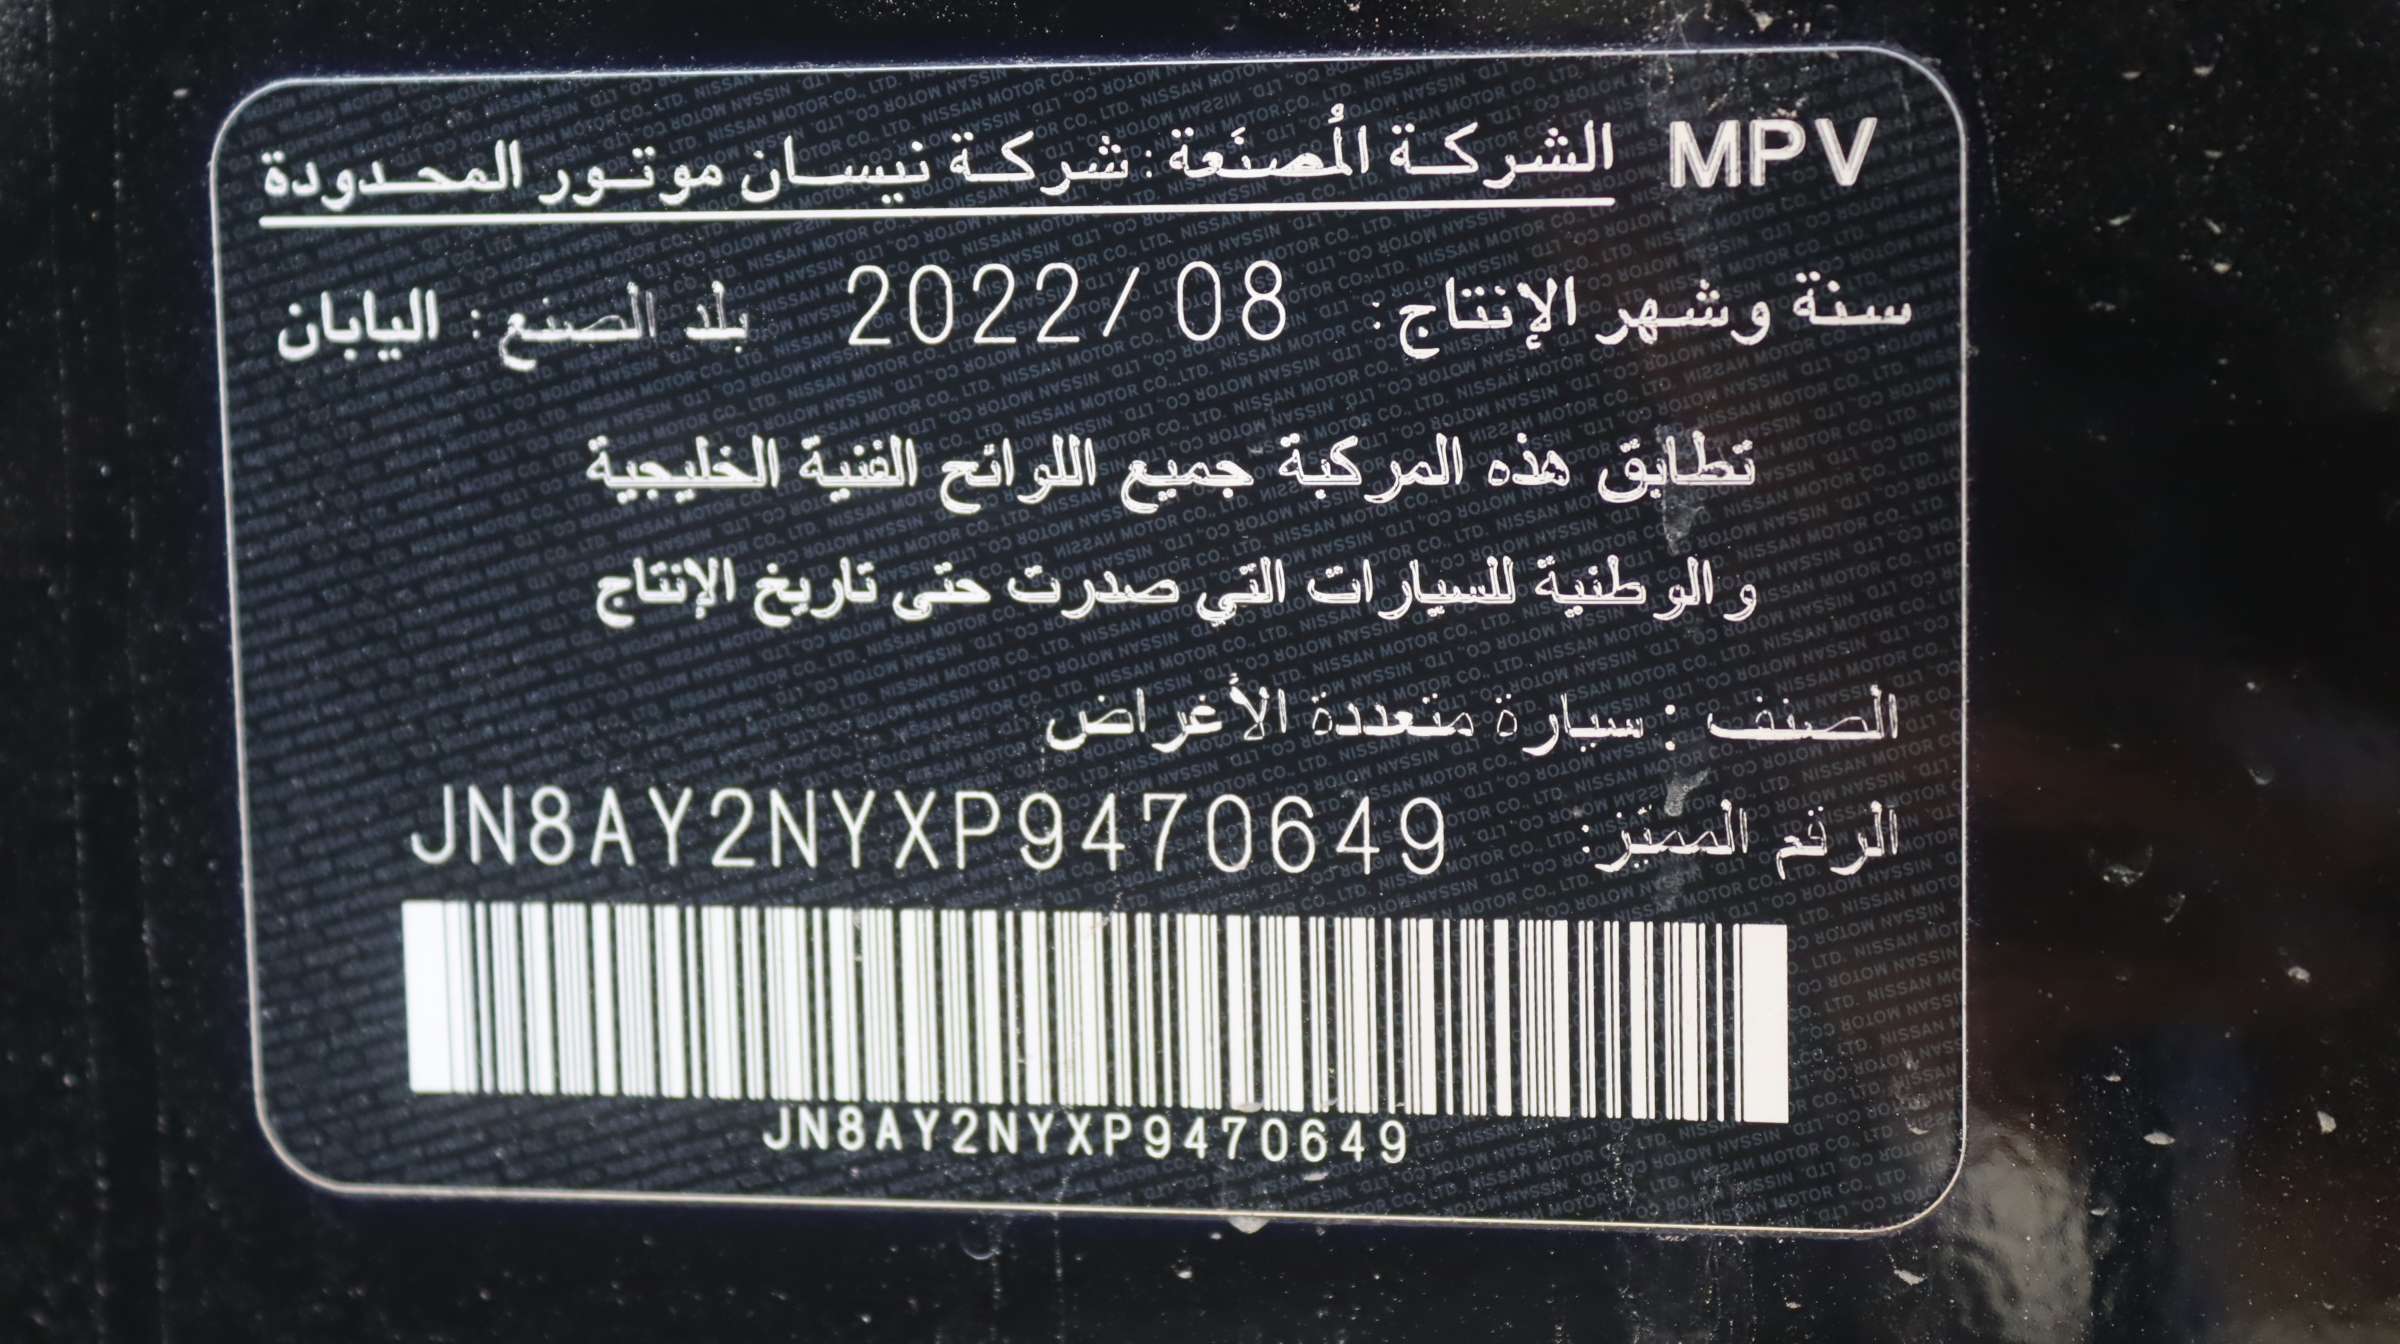 MPV الشركة المُصنَعة : شركة نيسان موتور المحدودة
سنة وشهر الإنتاج : 2022/08 بلد الصنع : اليابان
تطابق هذه المركبة جميع اللوائح الفنية الخليجية
والوطنية للسيارات التي صدرت حتى تاريخ الإنتاج
الصنف : سيارة متعددة الأغراض
الرقم المميز: JN8AY2NYXP9470649
JN8AY2NYXP9470649